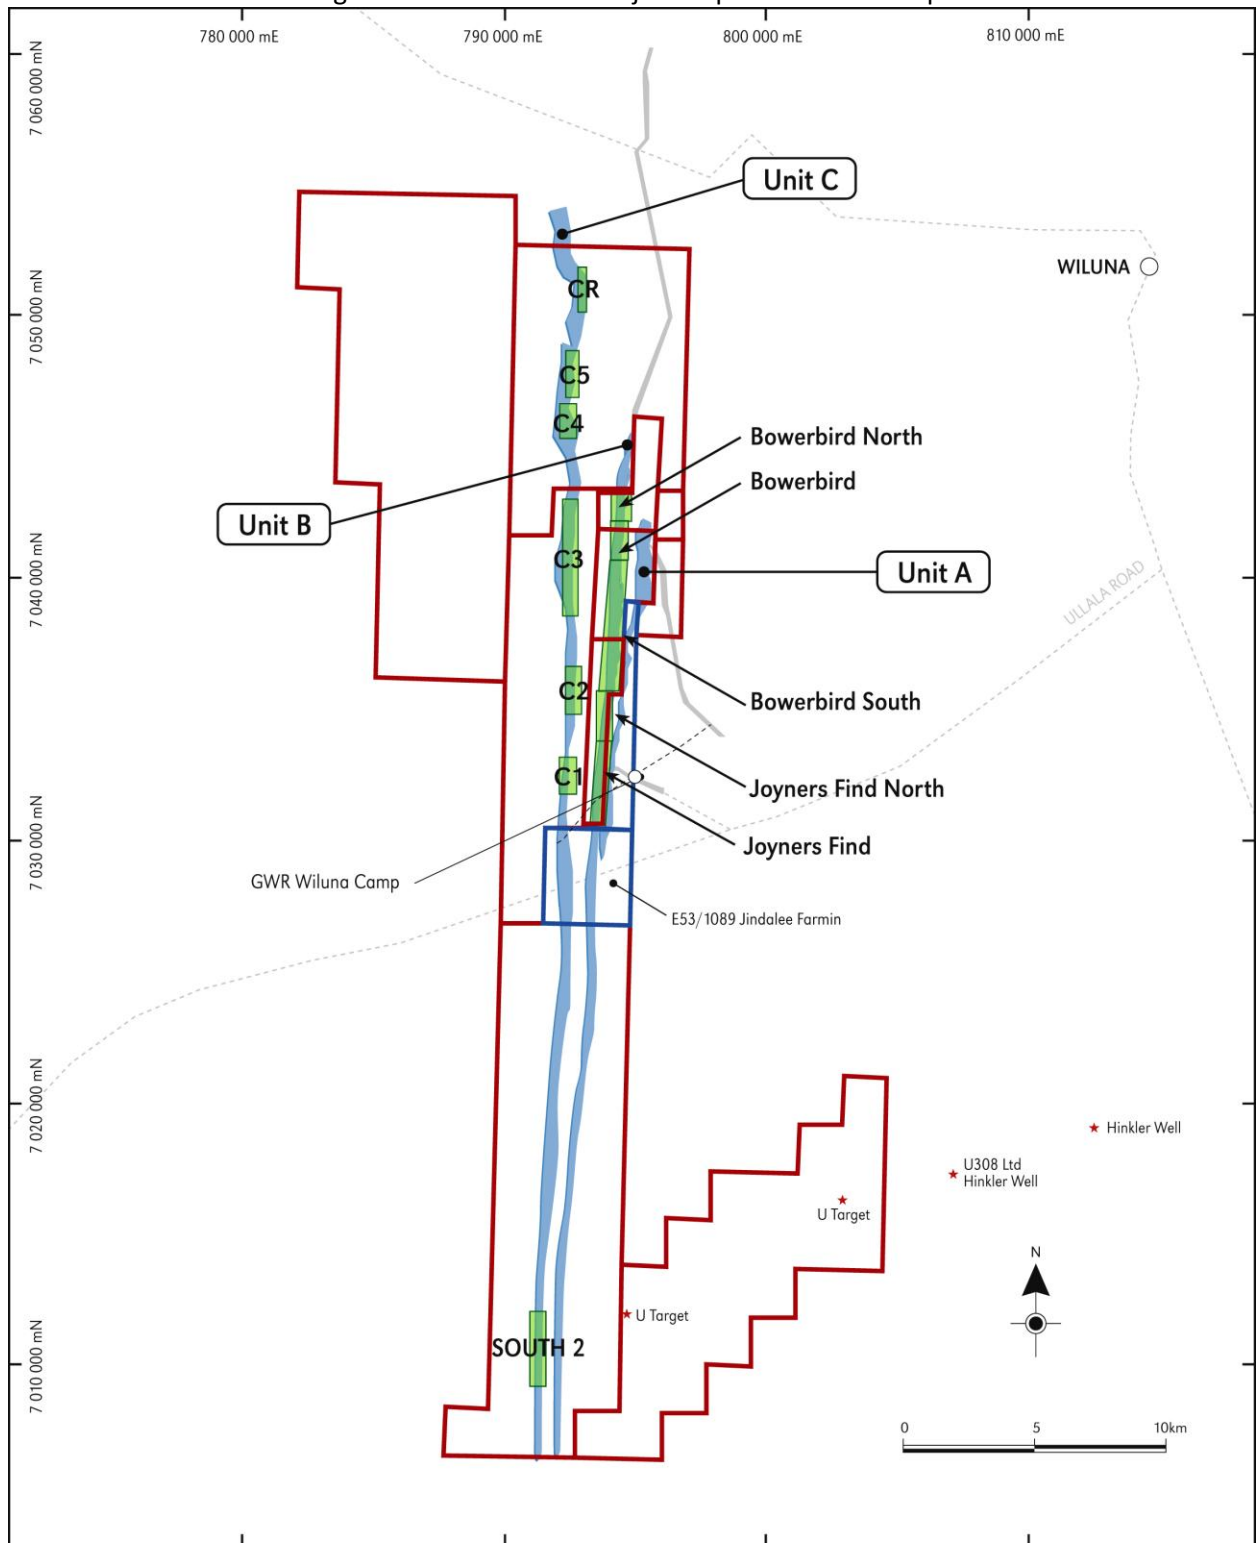 780 000 mE
790 000 mE
800 000 mE
810 000 mE
7 060 000 mN
7 050 000 mN
7 040 000 mN
7 030 000 mN
7 020 000 mN
7 010 000 mN
Unit C
WILUNA
CR
C5
C4
Bowerbird North
Bowerbird
Unit B
C3
Unit A
ULLALA ROAD
C2
Bowerbird South
C1
Joyners Find North
Joyners Find
GWR Wiluna Camp
E53/1089 Jindalee Farmin
Hinkler Well
U308 Ltd
Hinkler Well
U Target
N
U Target
SOUTH 2
0
5
10km